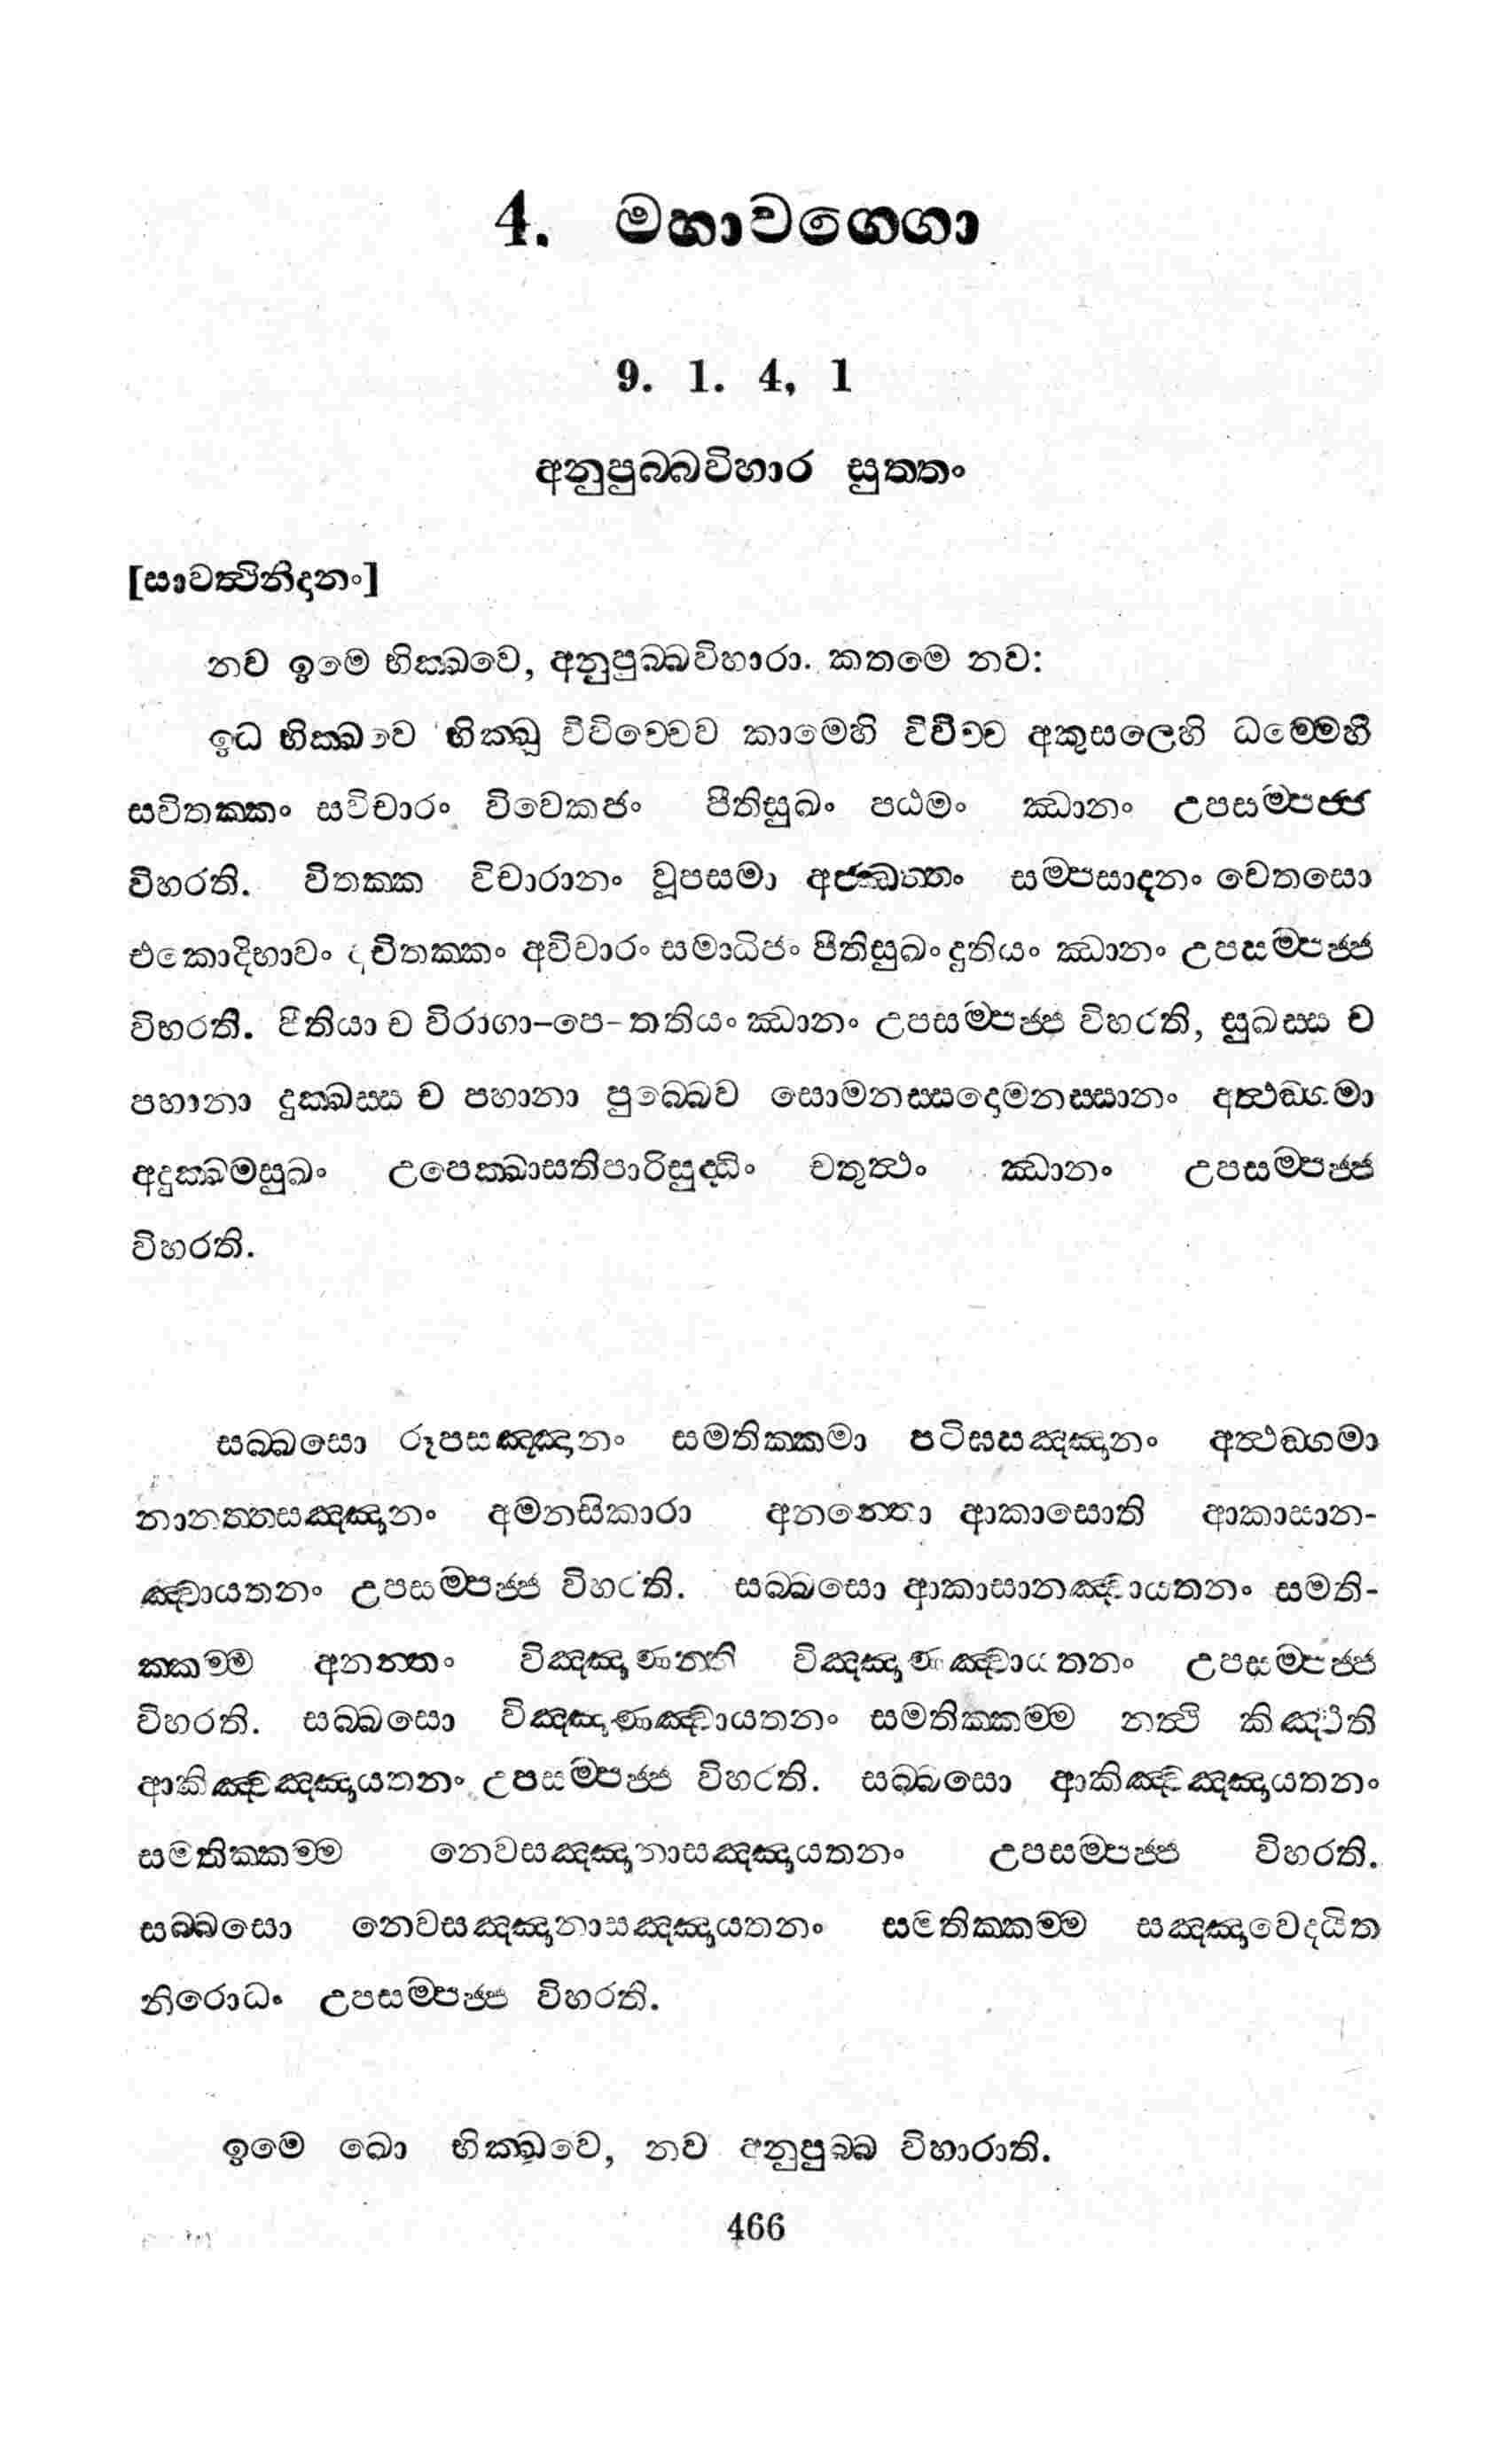 4. මහාවග්ගො
9. 1. 4, 1
අනුපුබ්බවිහාර සුත්තං
[සාවත්ථිනිදානං]
නව ඉමෙ භික්ඛවෙ, අනුපුබ්බවිහාරා. කතමෙ නව:
ඉධ භික්ඛවෙ භික්ඛු විවිච්චෙව කාමෙහි විවිච්ච අකුසලෙහි ධම්මෙහි
සවිතක්කං සවිචාරං විවෙකජං පීතිසුඛං පඨමං ඣානං උපසම්පජ්ජ
විහරති. විතක්ක විචාරානං වූපසමා අජ්ඣත්තං සම්පසාදනං චෙතසො
එකොදිභාවං අවිතක්කං අවිචාරං සමාධිජං පීතිසුඛං දුතියං ඣානං උපසම්පජ්ජ
විහරති. පීතියා ච විරාගා–පෙ– තතියං ඣානං උපසම්පජ්ජ විහරති, සුඛස්ස ච
පහානා දුක්ඛස්ස ච පහානා පුබ්බෙව සොමනස්සදොමනස්සානං අත්ථඞ්ගමා
අදුක්ඛමසුඛං උපෙක්ඛාසතිපාරිසුද්ධිං චතුත්ථං ඣානං උපසම්පජ්ජ
විහරති.
සබ්බසො රූපසඤ්ඤානං සමතික්කමා පටිඝසඤ්ඤානං අත්ථඞ්ගමා
නානත්තසඤ්ඤානං අමනසිකාරා අනන්තො ආකාසොති ආකාසාන-
ඤ්චායතනං උපසම්පජ්ජ විහරති. සබ්බසො ආකාසානඤ්චායතනං සමති-
ක්කම්ම අනන්තං විඤ්ඤාණන්ති විඤ්ඤාණඤ්චායතනං උපසම්පජ්ජ
විහරති. සබ්බසො විඤ්ඤාණඤ්චායතනං සමතික්කම්ම නත්ථි කිඤ්චිති
ආකිඤ්චඤ්ඤායතනං උපසම්පජ්ජ විහරති. සබ්බසො ආකිඤ්චඤ්ඤායතනං
සමතික්කම්ම නෙවසඤ්ඤානාසඤ්ඤායතනං උපසම්පජ්ජ විහරති.
සබ්බසො නෙවසඤ්ඤානාසඤ්ඤායතනං සමතික්කම්ම සඤ්ඤාවෙදයිත
නිරොධං උපසම්පජ්ජ විහරති.
ඉමෙ ඛො භික්ඛවෙ, නව අනුපුබ්බ විහාරාති.
466